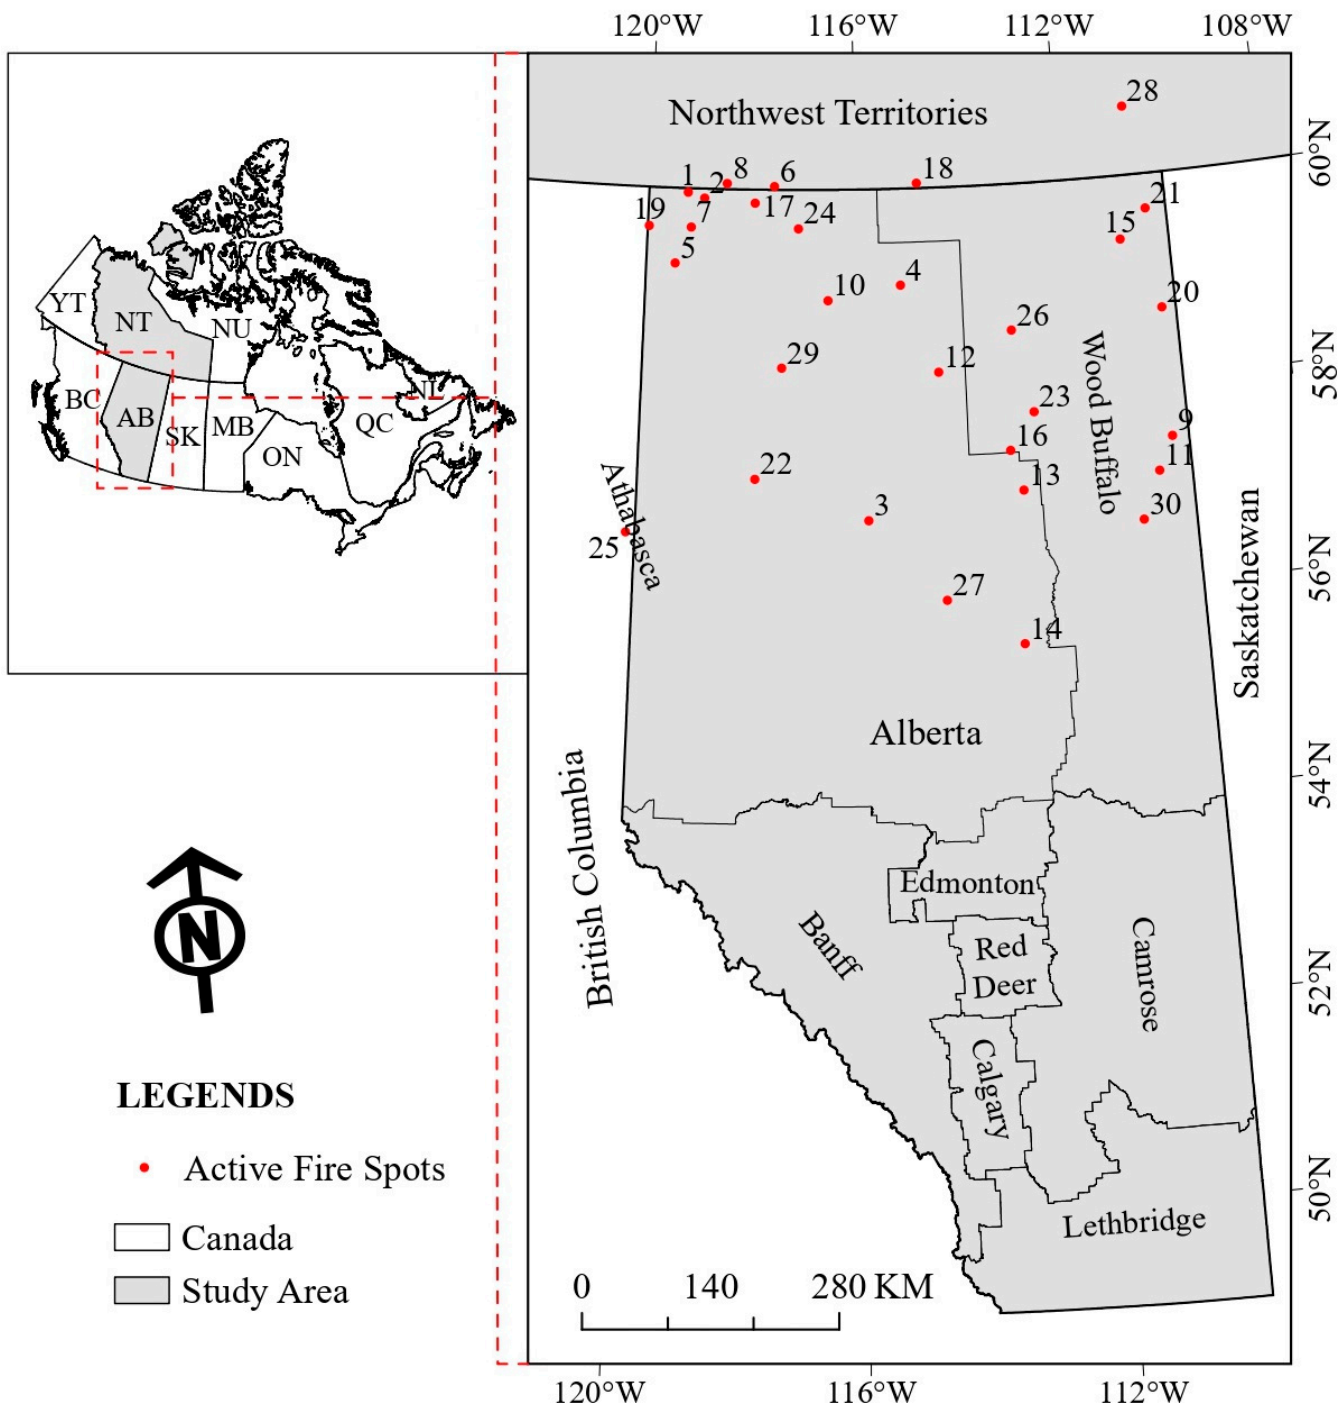 120°W 116°W 112°W 108°W
Northwest Territories
28
60°N
1 2 8 6 18
19 7 17 24
5
21
15
10 4
20
26
29 12
58°N
Wood Buffalo
23
9
16
11
22
13
3
30
Athabasca
25
56°N
27
14
Saskatchewan
Alberta
54°N
British Columbia
Edmonton
Banff
Red
Deer
Camrose
52°N
Calgary
50°N
Lethbridge
0 140 280 KM
120°W 116°W 112°W
YT
NT
NU
BC
AB
SK
MB
ON
QC
NL
N
LEGENDS
Active Fire Spots
Canada
Study Area